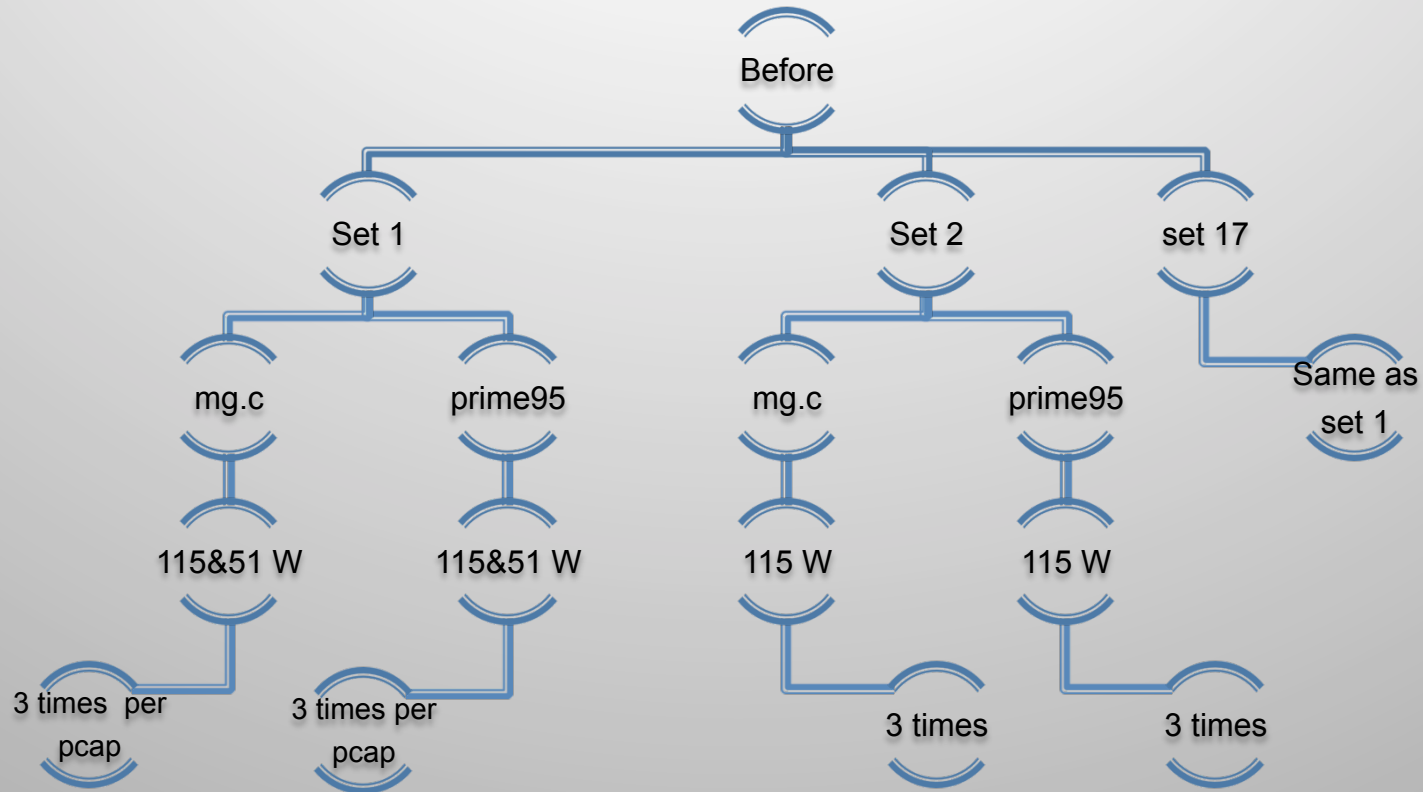 Before
Set 1
Set 2
set 17
mg.c
prime95
mg.c
prime95
Same as
set 1
115&51 W
115&51 W
115 W
115 W
3 times per
pcap
3 times per
pcap
3 times
3 times